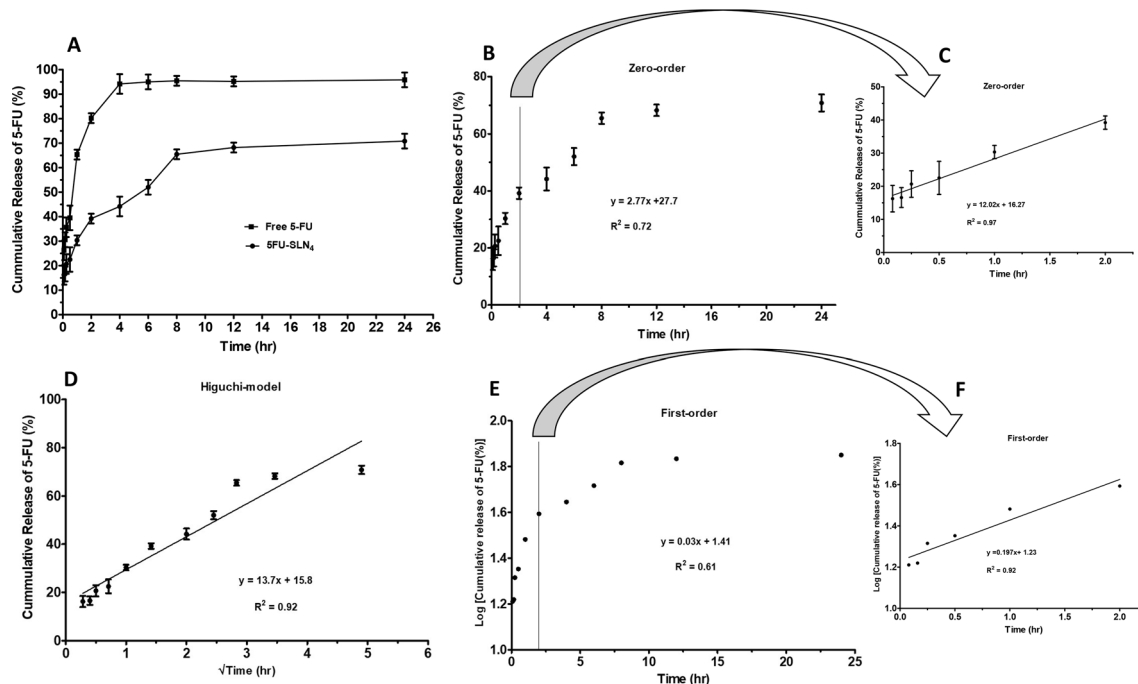 A
Cummulative Release of 5-FU (%)
100
90
80
70
60
50
40
30
20
10
0
0 2 4 6 8 10 12 14 16 18 20 22 24 26
Time (hr)
Free 5-FU
5FU-SLN4
B
Zero-order
Cummulative Release of 5-FU (%)
80
60
40
20
0
0 4 8 12 16 20 24
Time (hr)
y = 2.77x +27.7
R2 = 0.72
C
Zero-order
Cummulative Release of 5-FU (%)
50
40
30
20
10
0
0.0 0.5 1.0 1.5 2.0
Time (hr)
y = 12.02x + 16.27
R2 = 0.97
D
Higuchi-model
Cummulative Release of 5-FU (%)
100
80
60
40
20
0
0 1 2 3 4 5 6
√Time (hr)
y = 13.7x + 15.8
R2 = 0.92
E
First-order
Log [Cumulative release of 5-FU(%)]
2.0
1.8
1.6
1.4
1.2
1.0
0 5 10 15 20 25
Time (hr)
y = 0.03x + 1.41
R2 = 0.61
F
First-order
Log [Cumulative release of 5-FU(%)]
2.0
1.8
1.6
1.4
1.2
1.0
0.0 0.5 1.0 1.5 2.0
Time (hr)
y =0.197x+ 1.23
R2 = 0.92